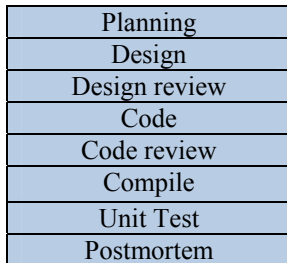 Planning
Design
Design review
Code
Code review
Compile
Unit Test
Postmortem